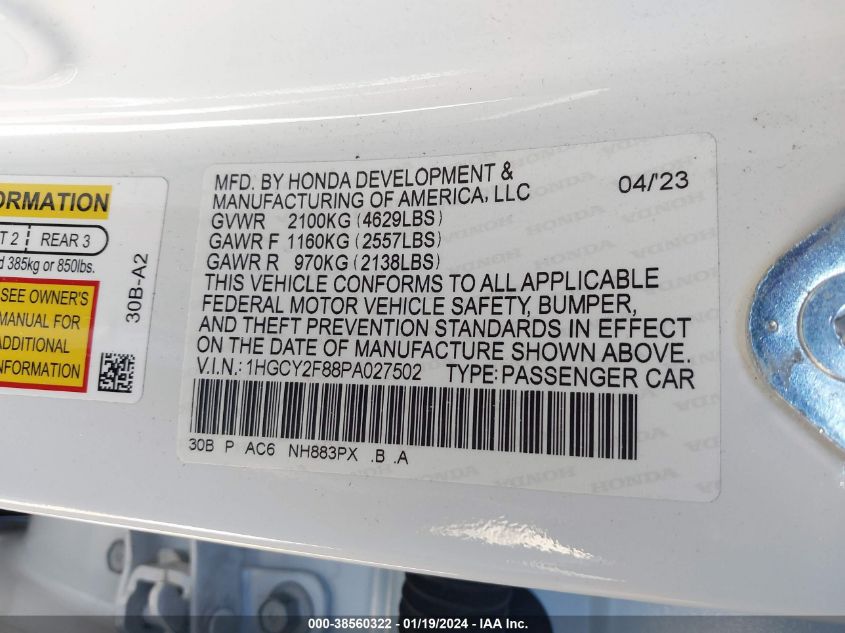 ORMATION
T 2 REAR 3
d 385kg or 850lbs.
SEE OWNER'S
MANUAL FOR
ADDITIONAL
INFORMATION
30B-A2
MFD. BY HONDA DEVELOPMENT &
MANUFACTURING OF AMERICA, LLC 04/'23
GVWR 2100KG (4629LBS)
GAWR F 1160KG (2557LBS)
GAWR R 970KG (2138LBS)
THIS VEHICLE CONFORMS TO ALL APPLICABLE
FEDERAL MOTOR VEHICLE SAFETY, BUMPER,
AND THEFT PREVENTION STANDARDS IN EFFECT
ON THE DATE OF MANUFACTURE SHOWN ABOVE.
V.I.N.: 1HGCY2F88PA027502 TYPE: PASSENGER CAR
30B P AC6 NH883PX .B .A
000-38560322 - 01/19/2024 - IAA Inc.